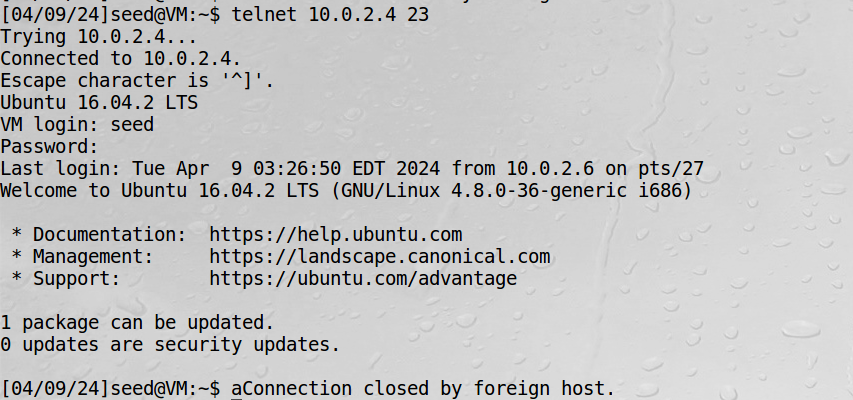 [04/09/24]seed@VM:~$ telnet 10.0.2.4 23
Trying 10.0.2.4...
Connected to 10.0.2.4.
Escape character is '^]'.
Ubuntu 16.04.2 LTS
VM login: seed
Password:
Last login: Tue Apr  9 03:26:50 EDT 2024 from 10.0.2.6 on pts/27
Welcome to Ubuntu 16.04.2 LTS (GNU/Linux 4.8.0-36-generic i686)

 * Documentation:  https://help.ubuntu.com
 * Management:     https://landscape.canonical.com
 * Support:        https://ubuntu.com/advantage

1 package can be updated.
0 updates are security updates.

[04/09/24]seed@VM:~$ aConnection closed by foreign host.